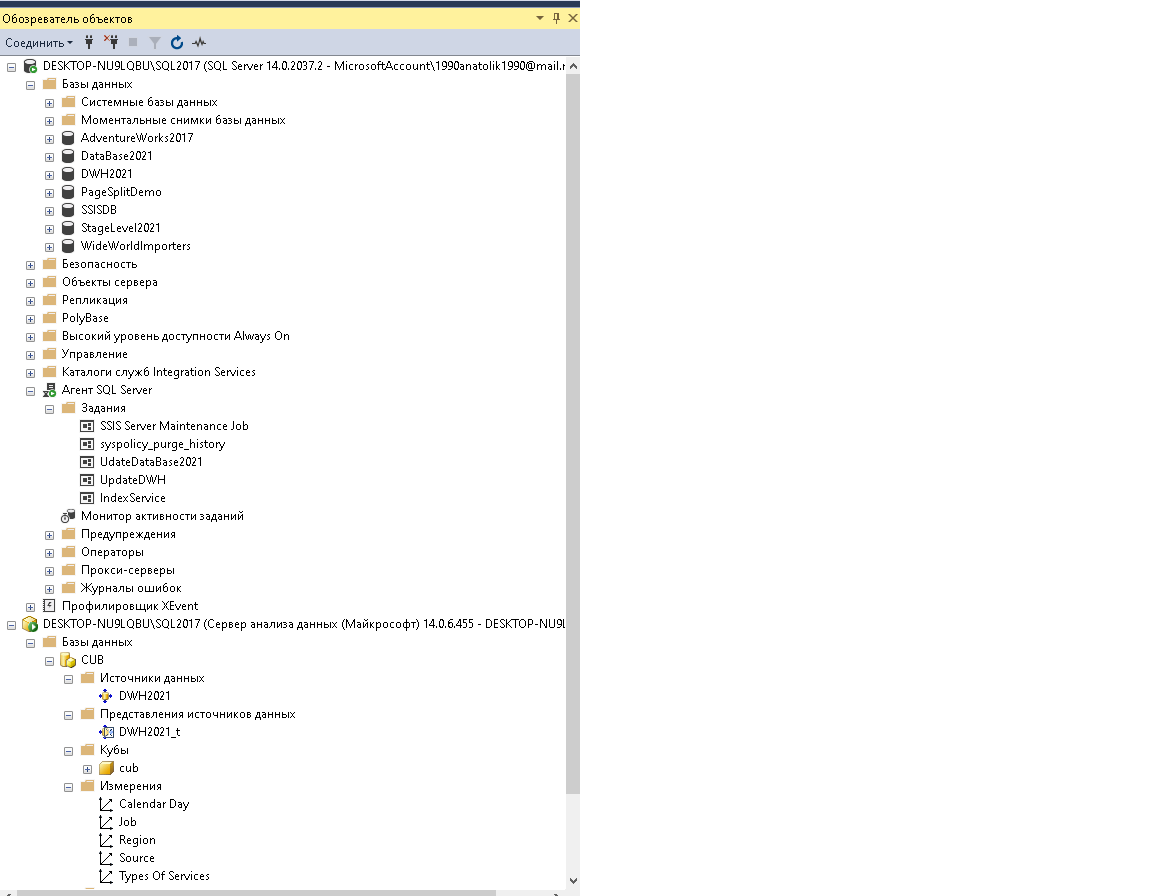 Обозреватель объектов
Соединить
DESKTOP-NU9LQBU\SQL2017 (SQL Server 14.0.2037.2 - MicrosoftAccount\1990anatolik1990@mail.r
Базы данных
Системные базы данных
Моментальные снимки базы данных
AdventureWorks2017
DataBase2021
DWH2021
PageSplitDemo
SSISDB
StageLevel2021
WideWorldImporters
Безопасность
Объекты сервера
Репликация
PolyBase
Высокий уровень доступности Always On
Управление
Каталоги служб Integration Services
Агент SQL Server
Задания
SSIS Server Maintenance Job
syspolicy_purge_history
UdateDataBase2021
UpdateDWH
IndexService
Монитор активности заданий
Предупреждения
Операторы
Прокси-серверы
Журналы ошибок
Профилировщик XEvent
DESKTOP-NU9LQBU\SQL2017 (Сервер анализа данных (Майкрософт) 14.0.6.455 - DESKTOP-NU9L
Базы данных
CUB
Источники данных
DWH2021
Представления источников данных
DWH2021_t
Кубы
cub
Измерения
Calendar Day
Job
Region
Source
Types Of Services